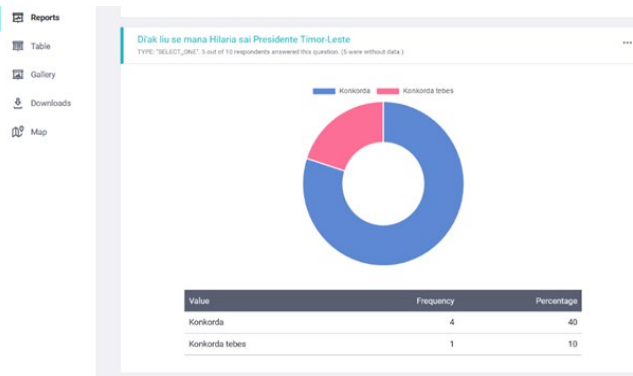 Reports
Table
Gallery
Downloads
Map
Di'ak liu se mana Hilaria sai Presidente Timor-Leste
TYPE: "SELECT_ONE". 5 out of 10 respondents answered this question. (5 were without data.)
Konkorda Konkorda tebes
Value Frequency Percentage
Konkorda 4 40
Konkorda tebes 1 10